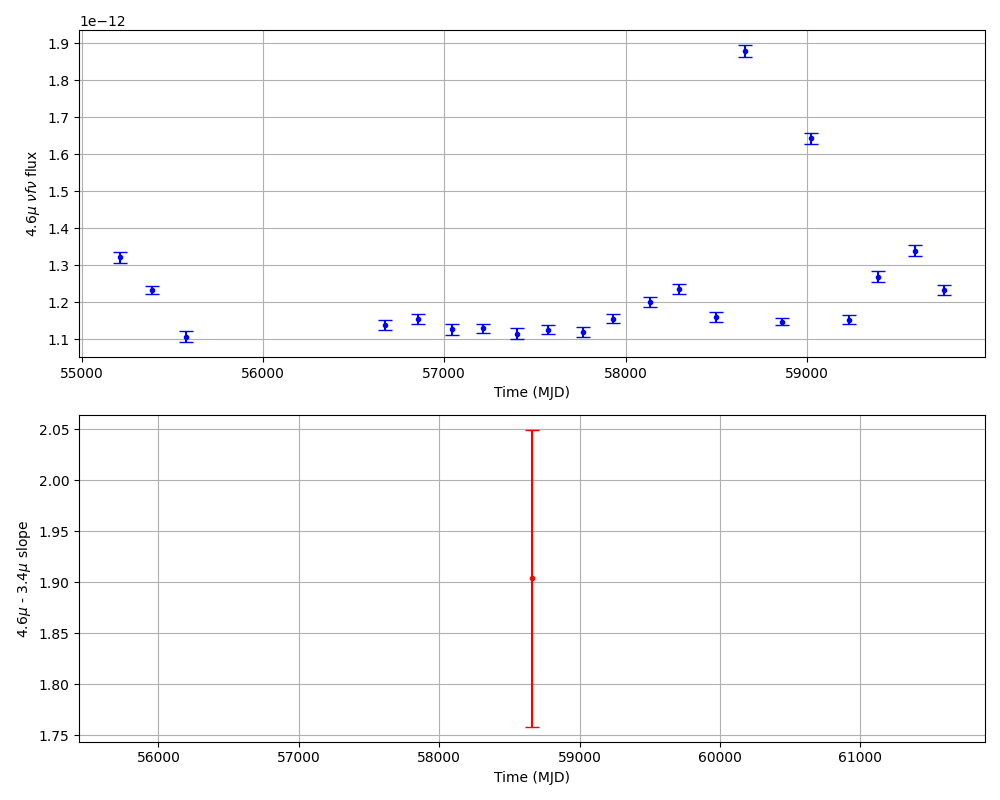 1e−12
4.6μ νfν flux
1.9
1.8
1.7
1.6
1.5
1.4
1.3
1.2
1.1
55000 56000 57000 58000 59000
Time (MJD)
4.6μ - 3.4μ slope
2.05
2.00
1.95
1.90
1.85
1.80
1.75
56000 57000 58000 59000 60000 61000
Time (MJD)